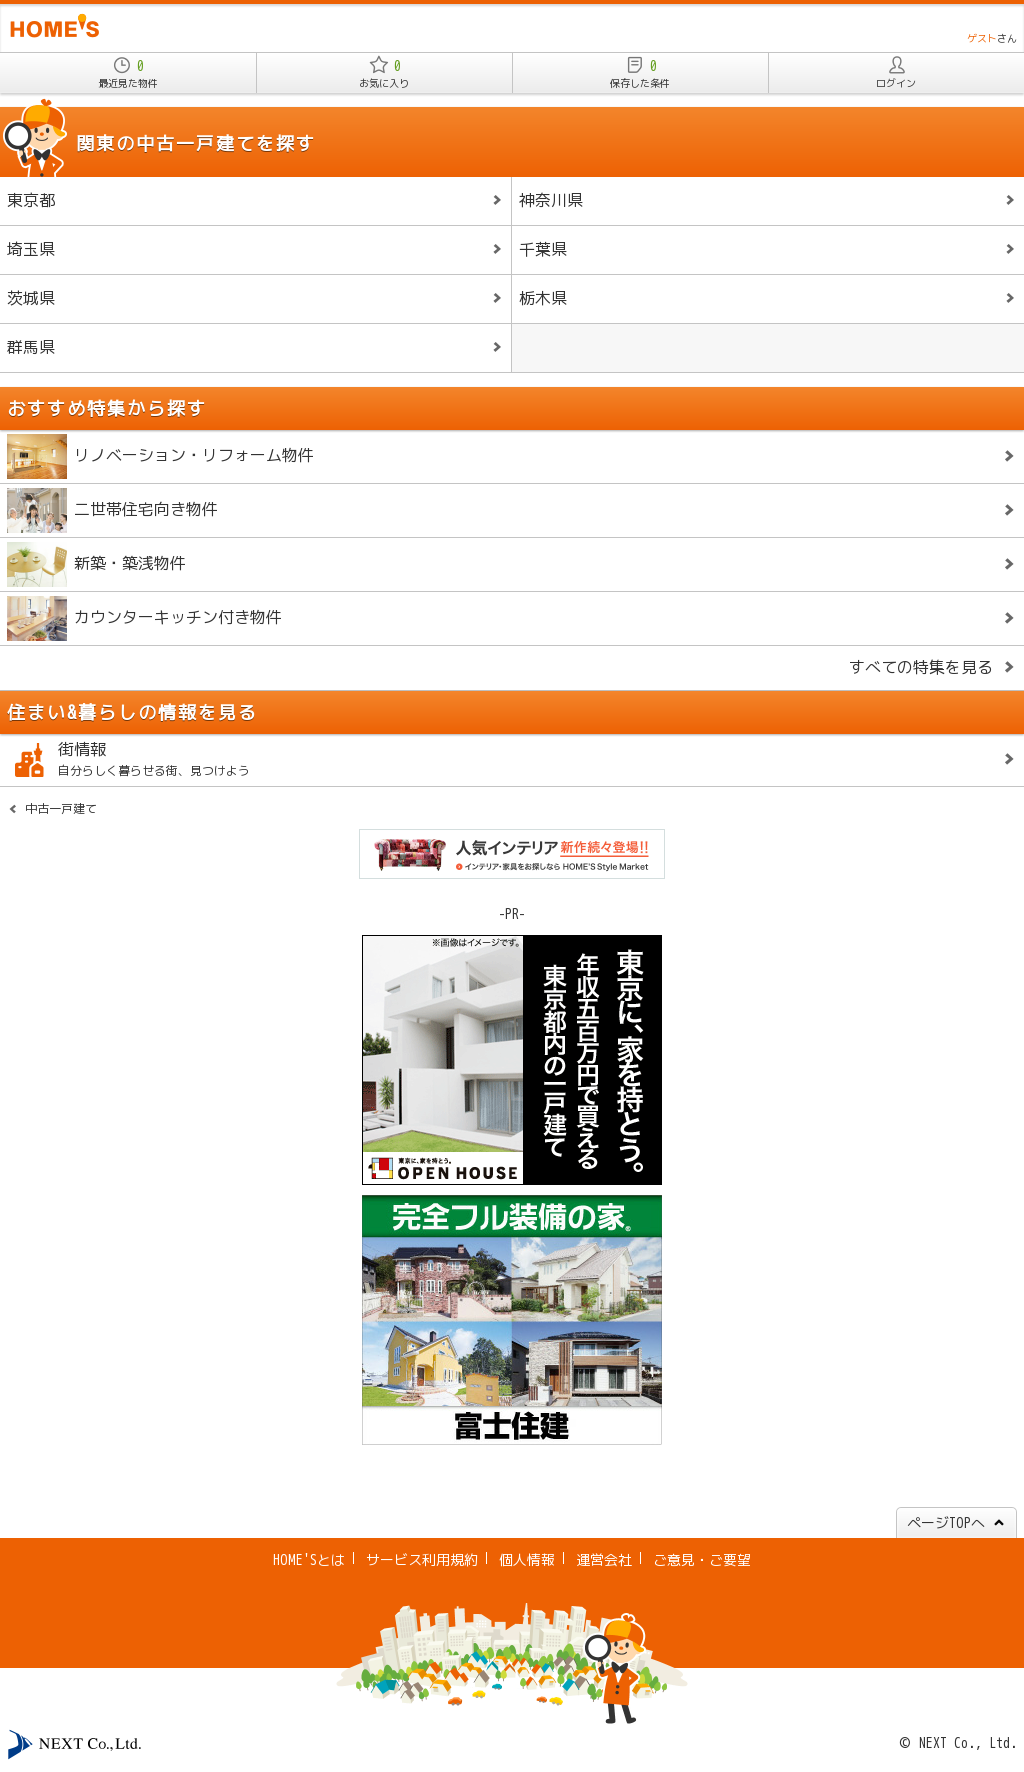 HOME'S
ゲストさん
0
最近見た物件
0
お気に入り
0
保存した条件
ログイン
関東の中古一戸建てを探す
東京都
神奈川県
埼玉県
千葉県
茨城県
栃木県
群馬県
おすすめ特集から探す
リノベーション・リフォーム物件
二世帯住宅向き物件
新築・築浅物件
カウンターキッチン付き物件
すべての特集を見る
住まい&暮らしの情報を見る
街情報
自分らしく暮らせる街、見つけよう
中古一戸建て
人気インテリア 新作続々登場!!
インテリア・家具をお探しなら HOME'S Style Market
-PR-
※画像はイメージです。
東京に、家を持とう。
年収五百万円で買える
東京都内の一戸建て
東京に、家を持とう。
OPEN HOUSE
完全フル装備の家®
富士住建
ページTOPへ
HOME'Sとは
サービス利用規約
個人情報
運営会社
ご意見・ご要望
NEXT Co., Ltd.
© NEXT Co., Ltd.